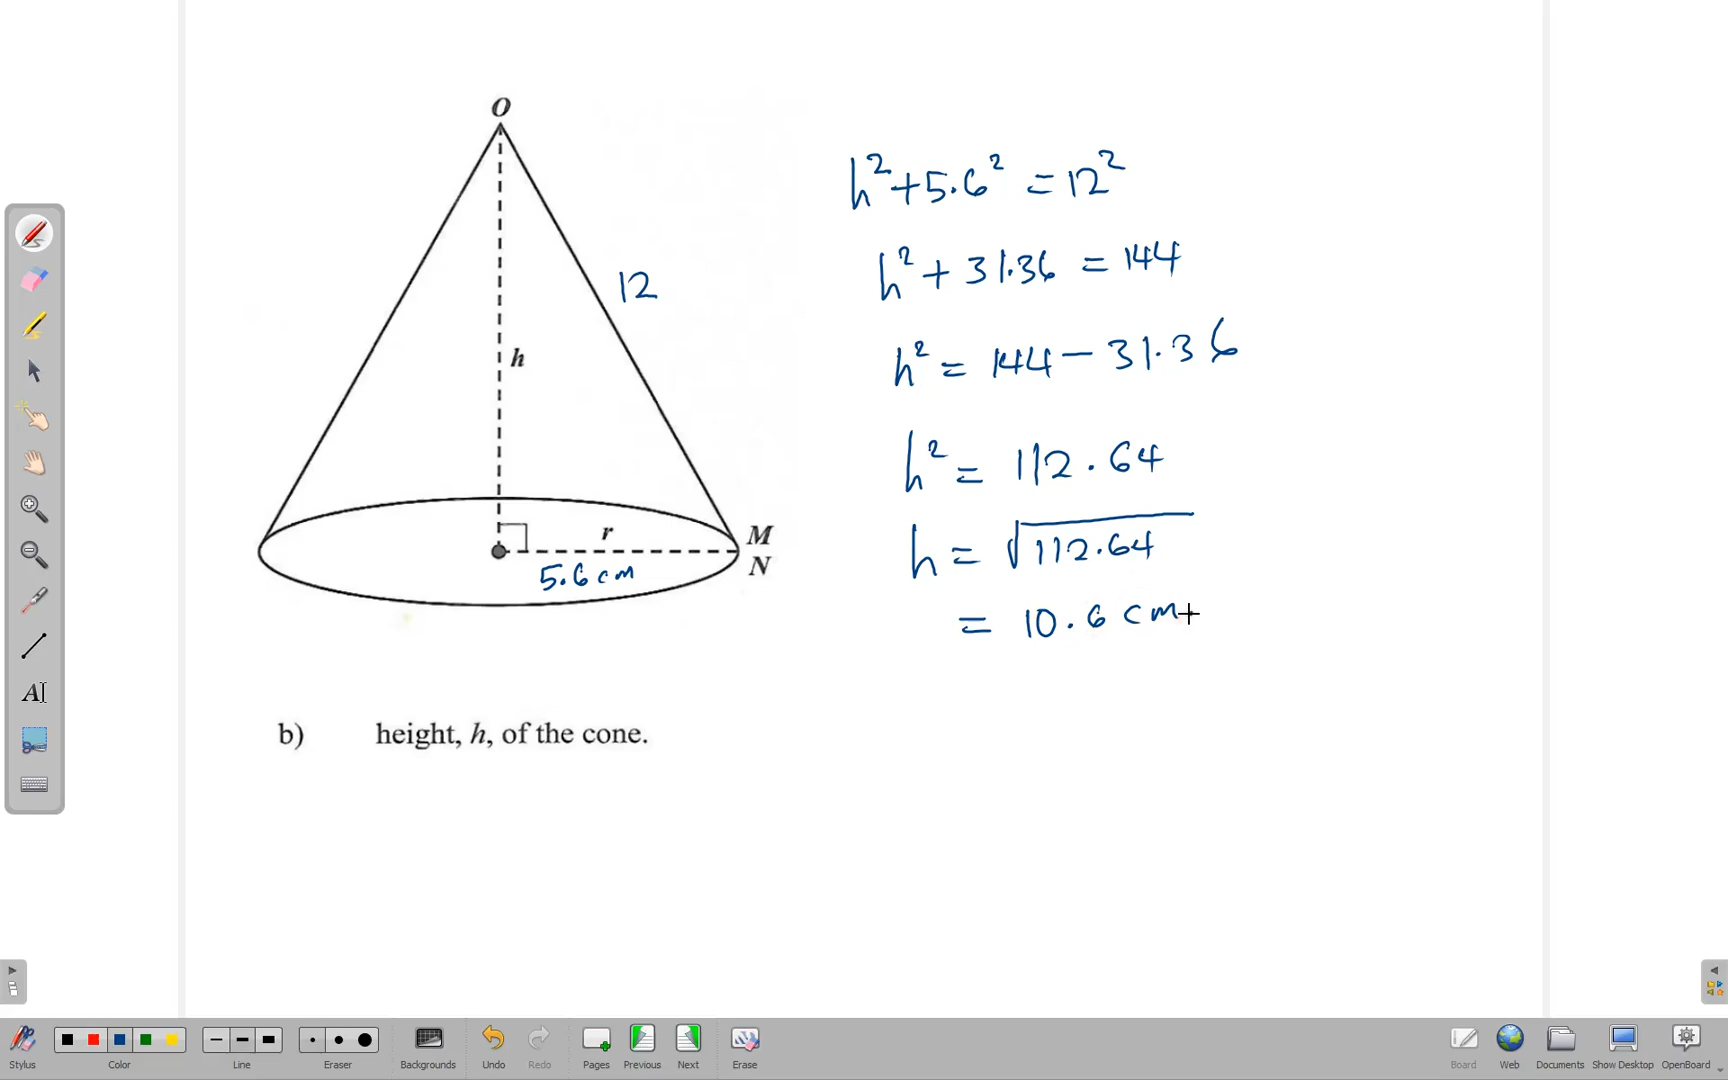 O
h² + 5.6² = 12²
h² + 31.36 = 144
12
h
h² = 144 − 31.36
h² = 112.64
r
M
h = √112.64
N
5.6 cm
= 10.6 cm
b) height, h, of the cone.
A
Stylus Color Line Eraser Backgrounds Undo Redo Pages Previous Next Erase Board Web Documents Show Desktop OpenBoard